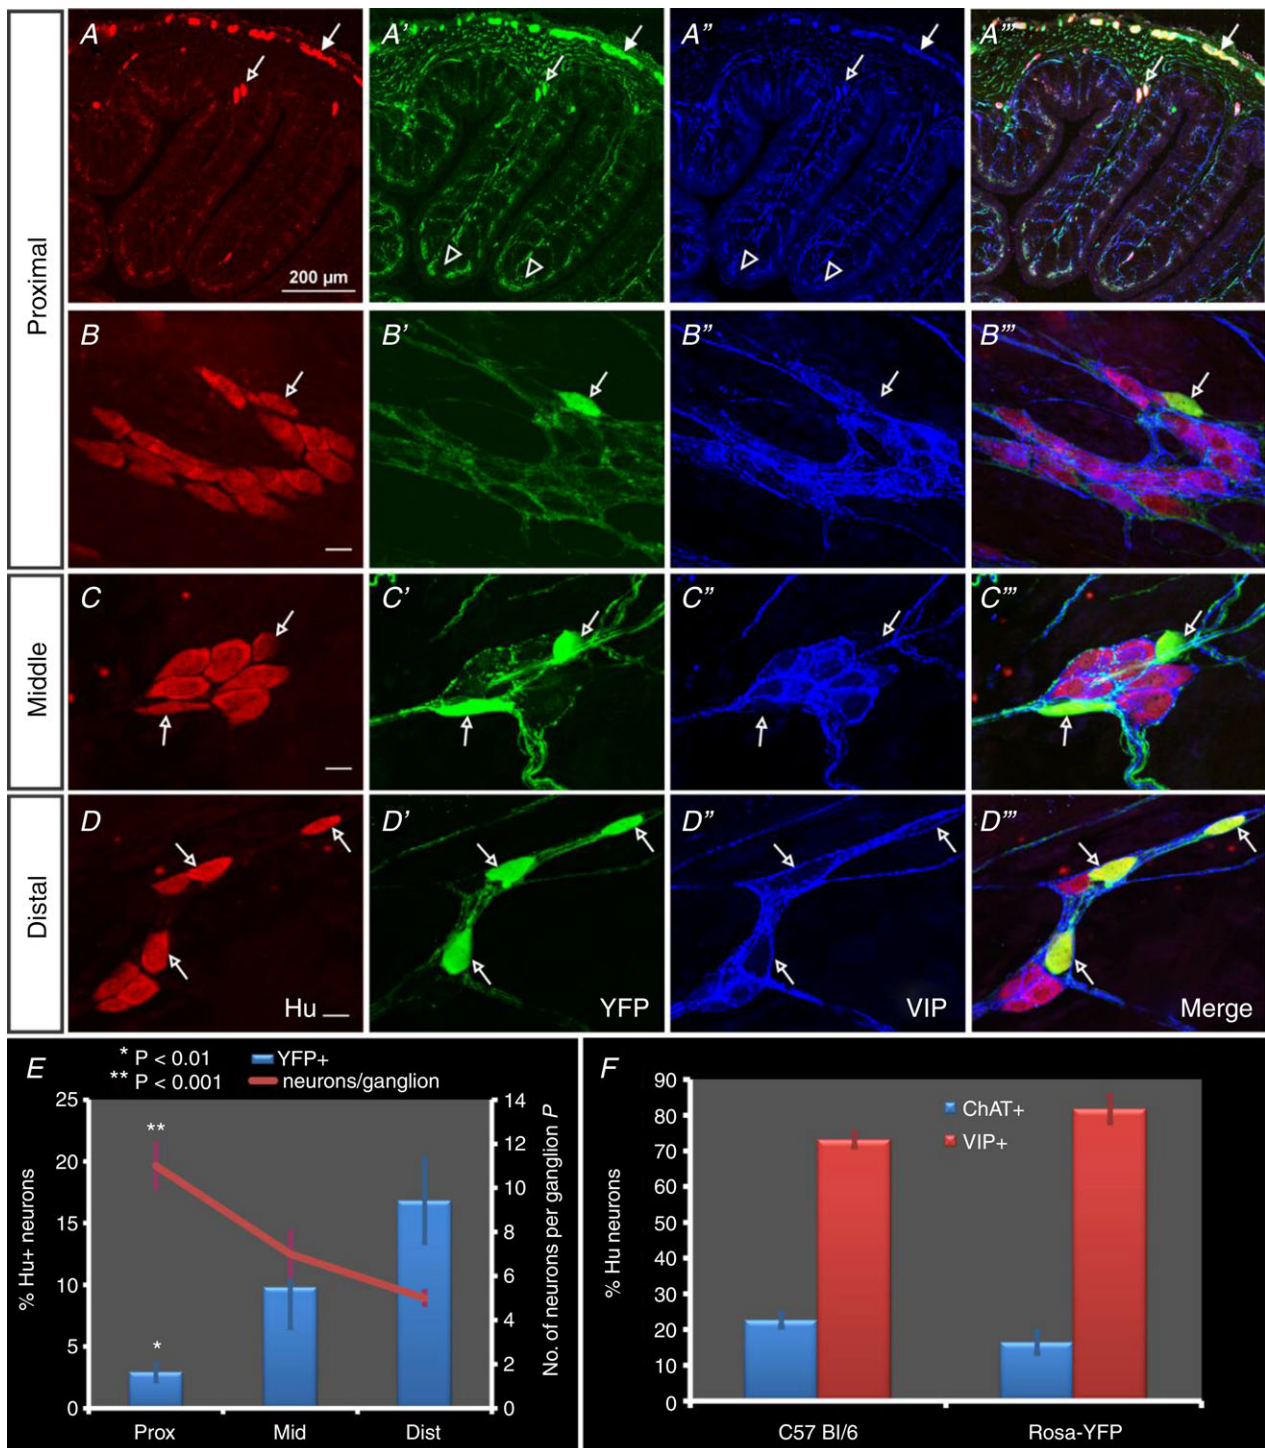 A A' A" A"'
200 µm
Proximal
B B' B" B"'
C C' C" C"'
Middle
D D' D" D"'
Distal
Hu YFP VIP Merge
E
* P < 0.01
** P < 0.001
YFP+
neurons/ganglion
25
20
15
10
5
0
% Hu+ neurons
**
*
14
12
10
8
6
4
2
0
No. of neurons per ganglion P
Prox Mid Dist
F
90
80
70
60
50
40
30
20
10
0
% Hu neurons
ChAT+
VIP+
C57 Bl/6 Rosa-YFP